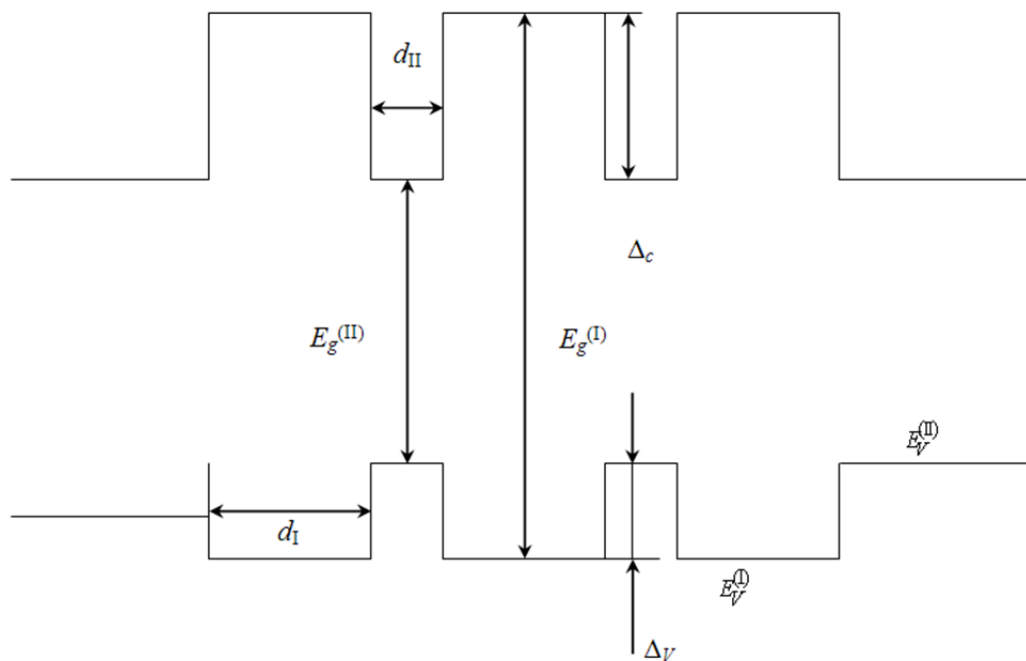 d_II
Δ_c
E_g^(II)
E_g^(I)
E_V^(II)
d_I
E_V^(I)
Δ_V